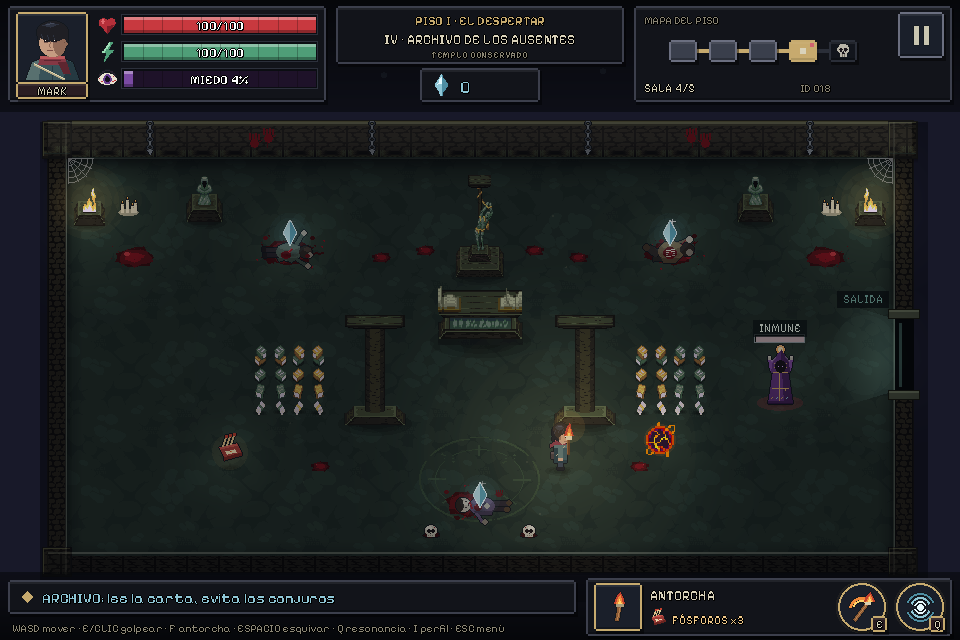 MARK
100/100
100/100
MIEDO 4%
PISO I · EL DESPERTAR
IV · ARCHIVO DE LOS AUSENTES
TEMPLO CONSERVADO
0
MAPA DEL PISO
SALA 4/5
ID 018
SALIDA
INMUNE
ARCHIVO: lee la carta, evita los conjuros
WASD mover · E/CLIC golpear · F antorcha · ESPACIO esquivar · Q resonancia · I perfil · ESC menú
ANTORCHA
FÓSFOROS x3
E
Q